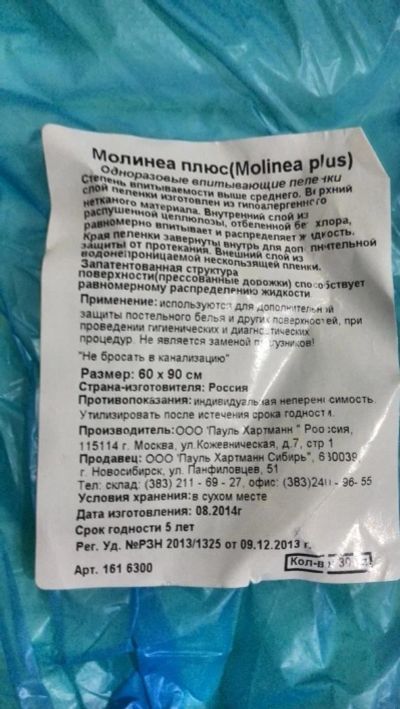 Молинеа плюс(Molinea plus)
Одноразовые впитывающие пеленки
Степень впитываемости выше среднего. Верхний
слой пеленки изготовлен из гипоаллергенного
нетканого материала. Внутренний слой из
распушенной целлюлозы, отбеленной без хлора,
равномерно впитывает и распределяет жидкость.
Края пеленки завернуты внутрь для дополнительной
защиты от протекания. Внешний слой из
водонепроницаемой нескользящей пленки.
Запатентованная структура
поверхности(прессованные дорожки) способствует
равномерному распределению жидкости
Применение: используются для дополнительной
защиты постельного белья и других поверхностей, при
проведении гигиенических и диагностических
процедур. Не является заменой подгузников!
"Не бросать в канализацию"
Размер: 60 х 90 см
Страна-изготовителя: Россия
Противопоказания: индивидуальная непереносимость.
Утилизировать после истечения срока годности.
Производитель:ООО "Пауль Хартманн " Россия,
115114 г. Москва, ул.Кожевническая, д.7, стр 1
Продавец: ООО "Пауль Хартманн Сибирь", 630039
г. Новосибирск, ул. Панфиловцев, 51
Тел: склад: (383) 211 - 69 - 27, офис: - 96- 55
Условия хранения:в сухом месте
Дата изготовления: 08.2014г
Срок годности 5 лет
Рег. Уд. №РЗН 2013/1325 от 09.12.2013 г.
Арт. 161 6300
Кол-во 30